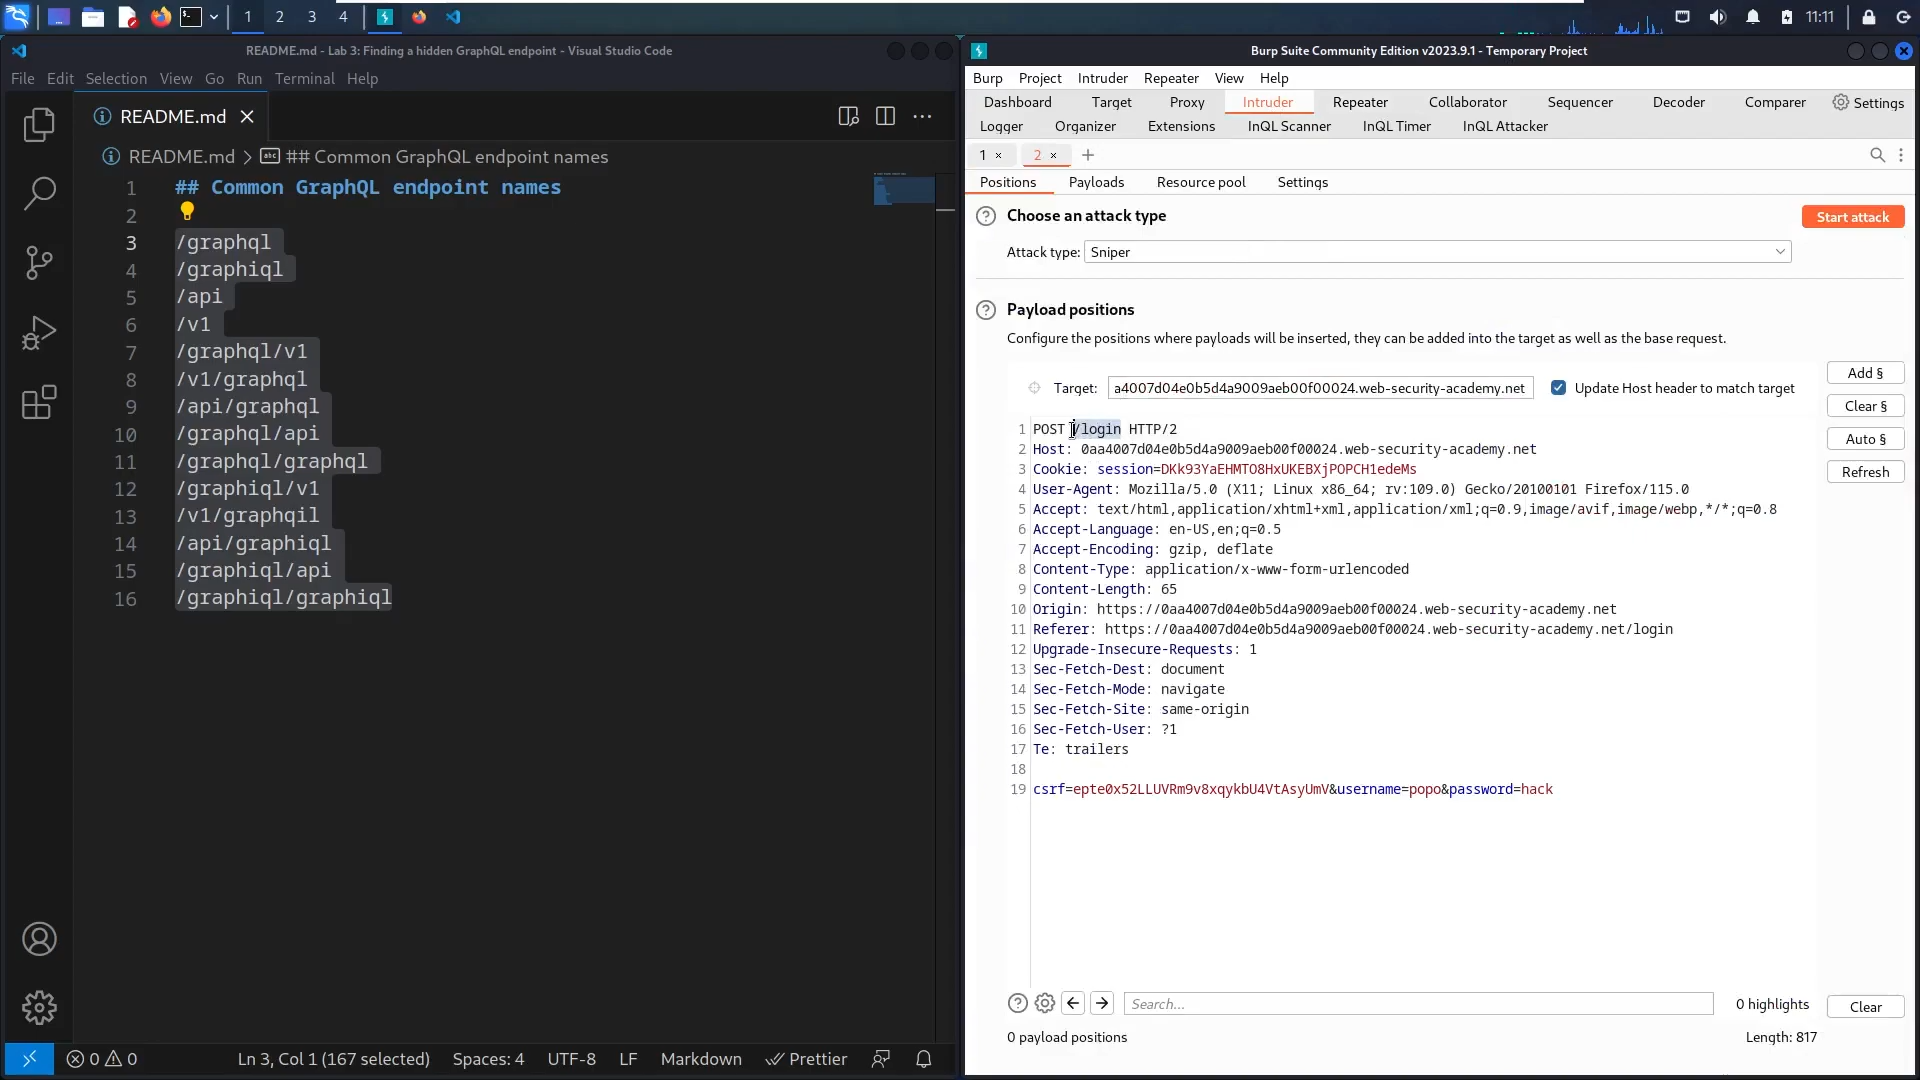 1
2
3
4
11:11
README.md - Lab 3: Finding a hidden GraphQL endpoint - Visual Studio Code
File Edit Selection View Go Run Terminal Help
README.md
README.md > ## Common GraphQL endpoint names
1 ## Common GraphQL endpoint names
2
3 /graphql
4 /graphiql
5 /api
6 /v1
7 /graphql/v1
8 /v1/graphql
9 /api/graphql
10 /graphql/api
11 /graphql/graphql
12 /graphiql/v1
13 /v1/graphqil
14 /api/graphiql
15 /graphiql/api
16 /graphiql/graphiql
0 0 Ln 3, Col 1 (167 selected) Spaces: 4 UTF-8 LF Markdown Prettier
Burp Suite Community Edition v2023.9.1 - Temporary Project
Burp Project Intruder Repeater View Help
Dashboard Target Proxy Intruder Repeater Collaborator Sequencer Decoder Comparer Settings
Logger Organizer Extensions InQL Scanner InQL Timer InQL Attacker
1 × 2 × +
Positions Payloads Resource pool Settings
? Choose an attack type
Start attack
Attack type: Sniper
? Payload positions
Configure the positions where payloads will be inserted, they can be added into the target as well as the base request.
Target: a4007d04e0b5d4a9009aeb00f00024.web-security-academy.net Update Host header to match target
Add §
Clear §
Auto §
Refresh
1 POST /login HTTP/2
2 Host: 0aa4007d04e0b5d4a9009aeb00f00024.web-security-academy.net
3 Cookie: session=DKk93YaEHMTO8HxUKEBXjPOPCH1edeMs
4 User-Agent: Mozilla/5.0 (X11; Linux x86_64; rv:109.0) Gecko/20100101 Firefox/115.0
5 Accept: text/html,application/xhtml+xml,application/xml;q=0.9,image/avif,image/webp,*/*;q=0.8
6 Accept-Language: en-US,en;q=0.5
7 Accept-Encoding: gzip, deflate
8 Content-Type: application/x-www-form-urlencoded
9 Content-Length: 65
10 Origin: https://0aa4007d04e0b5d4a9009aeb00f00024.web-security-academy.net
11 Referer: https://0aa4007d04e0b5d4a9009aeb00f00024.web-security-academy.net/login
12 Upgrade-Insecure-Requests: 1
13 Sec-Fetch-Dest: document
14 Sec-Fetch-Mode: navigate
15 Sec-Fetch-Site: same-origin
16 Sec-Fetch-User: ?1
17 Te: trailers
18
19 csrf=epte0x52LLUVRm9v8xqykbU4VtAsyUmV&username=popo&password=hack
? Search... 0 highlights Clear
0 payload positions Length: 817